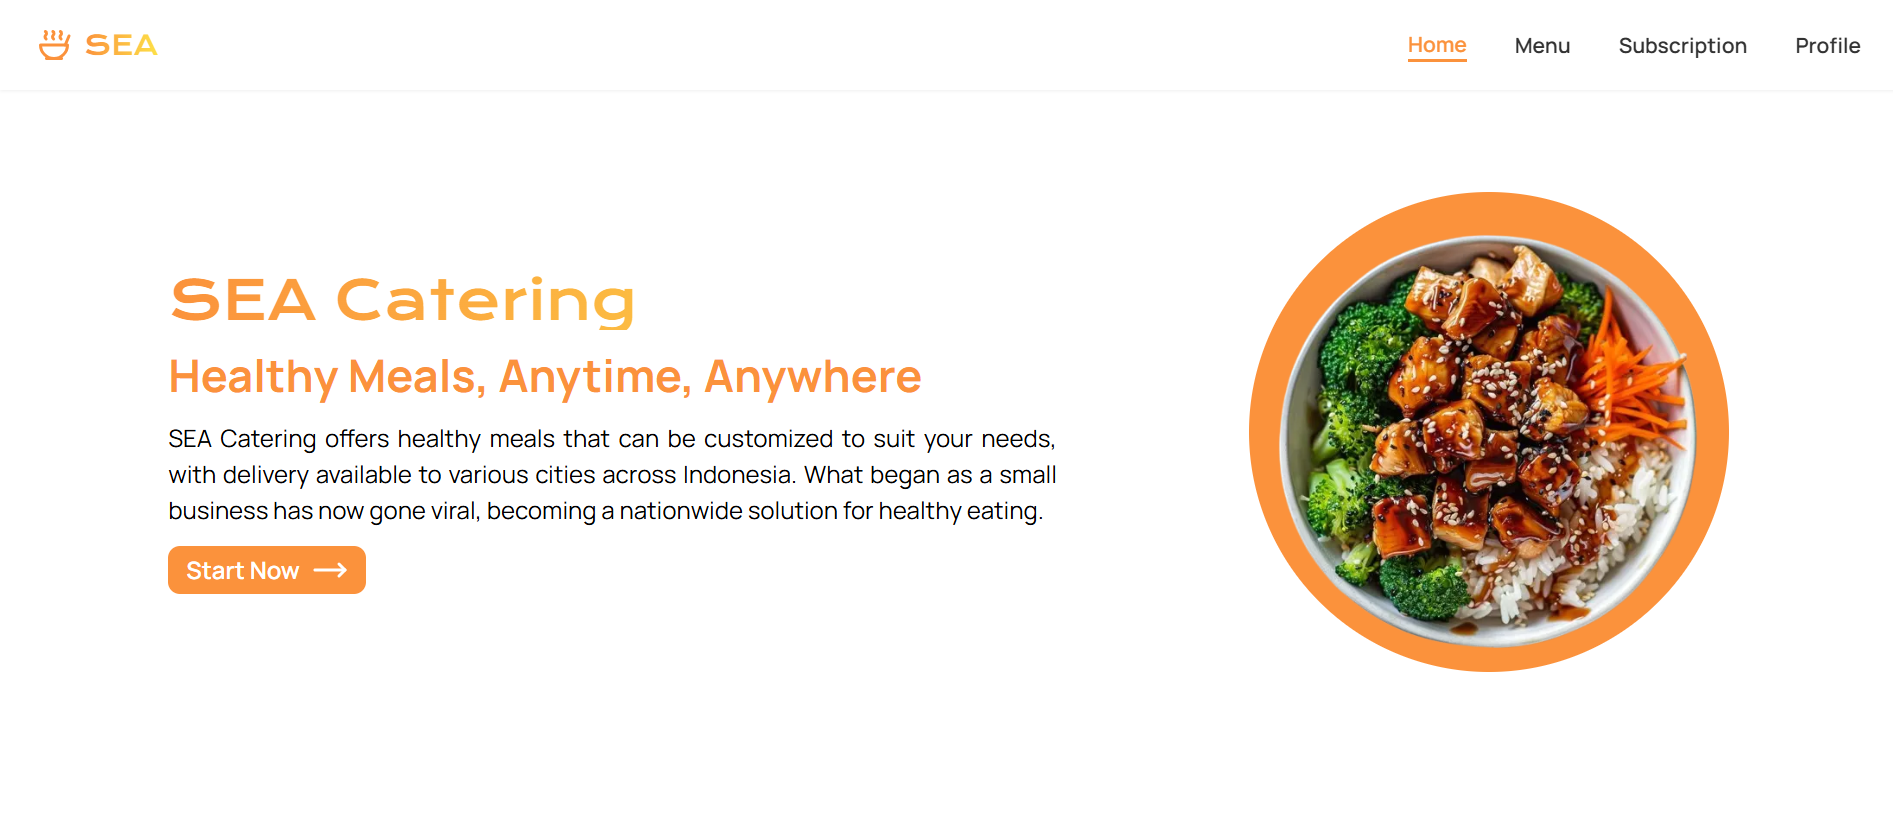 SEA
Home Menu Subscription Profile
SEA Catering
Healthy Meals, Anytime, Anywhere
SEA Catering offers healthy meals that can be customized to suit your needs,
with delivery available to various cities across Indonesia. What began as a small
business has now gone viral, becoming a nationwide solution for healthy eating.
Start Now